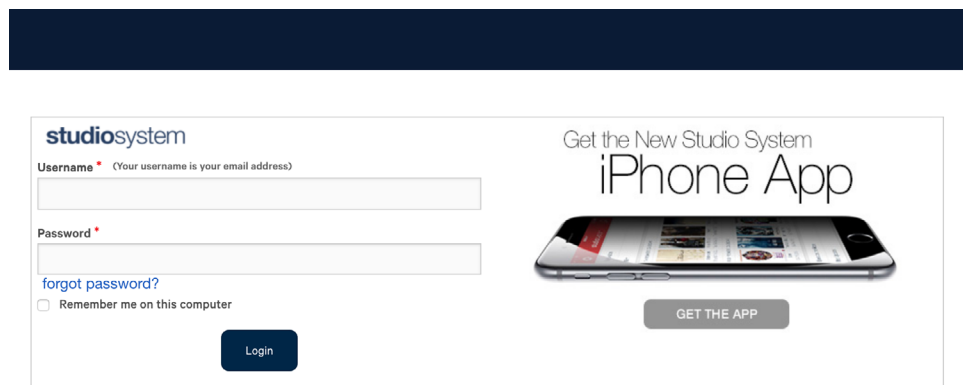 studiosystem
Username * (Your username is your email address)
Password *
forgot password?
Remember me on this computer
Login
Get the New Studio System
iPhone App
GET THE APP